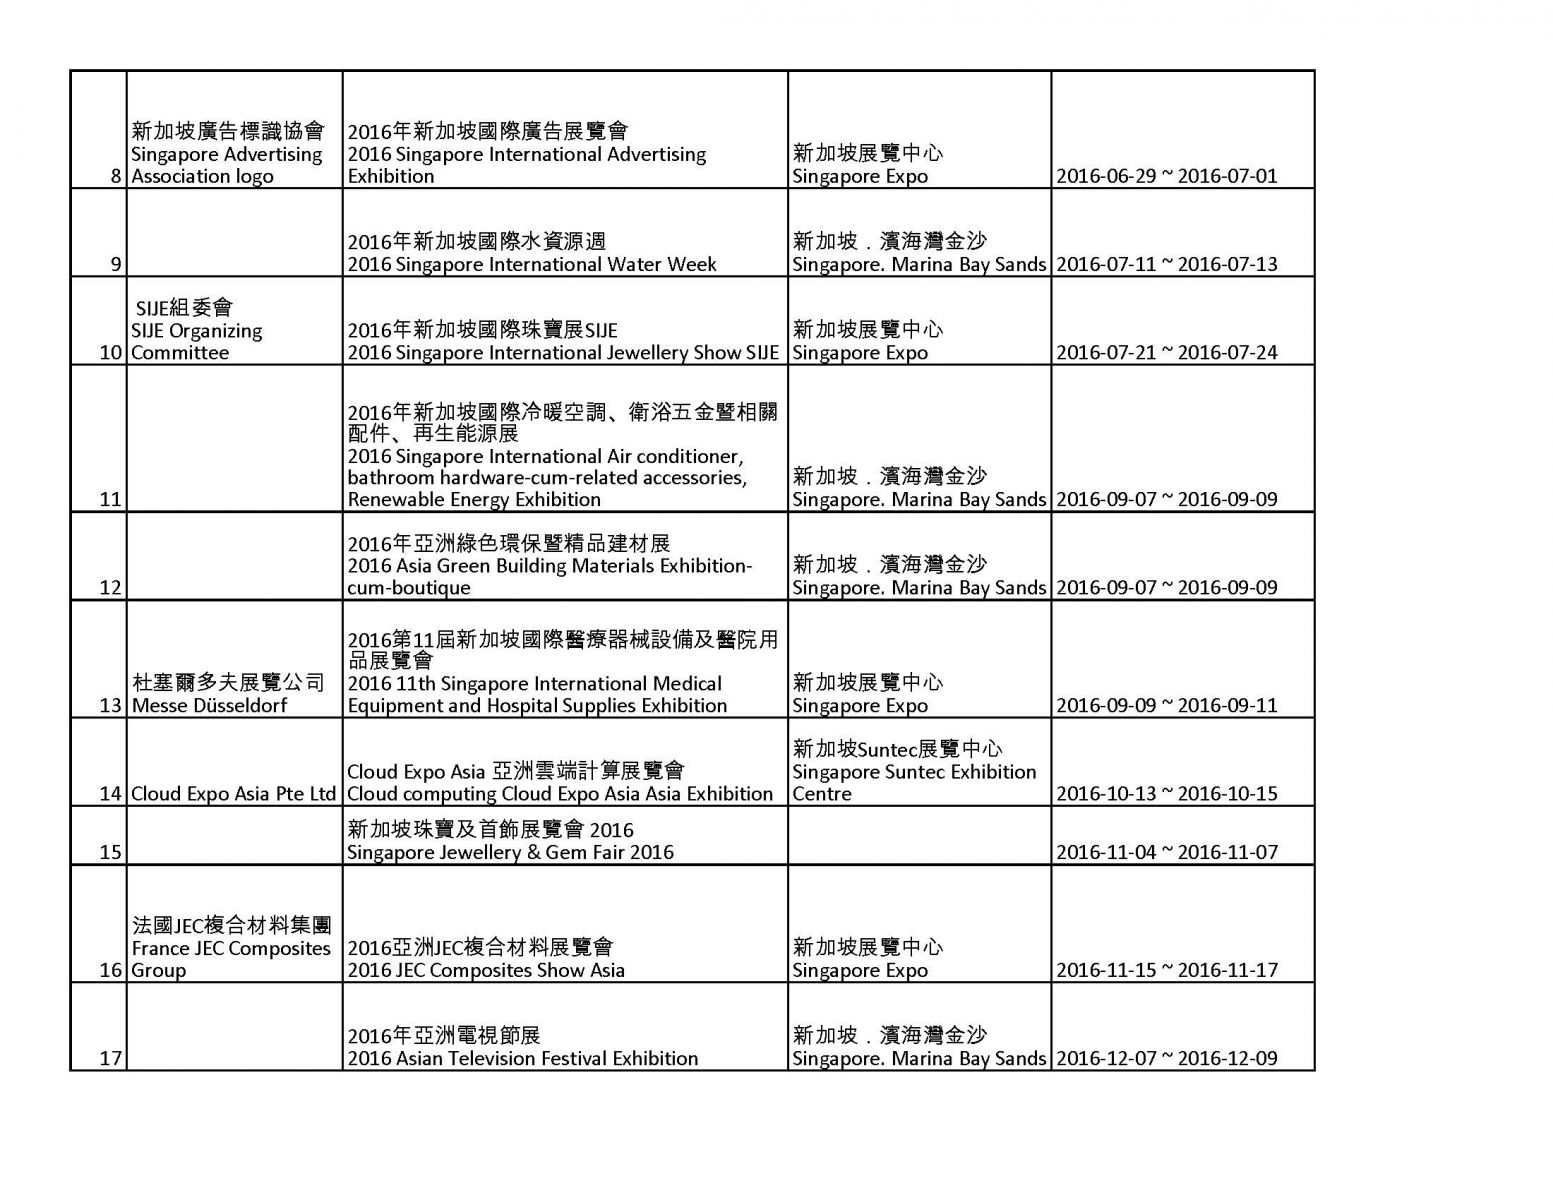 8
新加坡廣告標識協會
Singapore Advertising
Association logo
2016年新加坡國際廣告展覽會
2016 Singapore International Advertising
Exhibition
新加坡展覽中心
Singapore Expo
2016-06-29 ~ 2016-07-01
9
2016年新加坡國際水資源週
2016 Singapore International Water Week
新加坡．濱海灣金沙
Singapore. Marina Bay Sands
2016-07-11 ~ 2016-07-13
10
SIJE組委會
SIJE Organizing
Committee
2016年新加坡國際珠寶展SIJE
2016 Singapore International Jewellery Show SIJE
新加坡展覽中心
Singapore Expo
2016-07-21 ~ 2016-07-24
11
2016年新加坡國際冷暖空調、衛浴五金暨相關
配件、再生能源展
2016 Singapore International Air conditioner,
bathroom hardware-cum-related accessories,
Renewable Energy Exhibition
新加坡．濱海灣金沙
Singapore. Marina Bay Sands
2016-09-07 ~ 2016-09-09
12
2016年亞洲綠色環保暨精品建材展
2016 Asia Green Building Materials Exhibition-
cum-boutique
新加坡．濱海灣金沙
Singapore. Marina Bay Sands
2016-09-07 ~ 2016-09-09
13
杜塞爾多夫展覽公司
Messe Düsseldorf
2016第11屆新加坡國際醫療器械設備及醫院用
品展覽會
2016 11th Singapore International Medical
Equipment and Hospital Supplies Exhibition
新加坡展覽中心
Singapore Expo
2016-09-09 ~ 2016-09-11
14
Cloud Expo Asia Pte Ltd
Cloud Expo Asia 亞洲雲端計算展覽會
Cloud computing Cloud Expo Asia Asia Exhibition
新加坡Suntec展覽中心
Singapore Suntec Exhibition
Centre
2016-10-13 ~ 2016-10-15
15
新加坡珠寶及首飾展覽會 2016
Singapore Jewellery & Gem Fair 2016
2016-11-04 ~ 2016-11-07
16
法國JEC複合材料集團
France JEC Composites
Group
2016亞洲JEC複合材料展覽會
2016 JEC Composites Show Asia
新加坡展覽中心
Singapore Expo
2016-11-15 ~ 2016-11-17
17
2016年亞洲電視節展
2016 Asian Television Festival Exhibition
新加坡．濱海灣金沙
Singapore. Marina Bay Sands
2016-12-07 ~ 2016-12-09